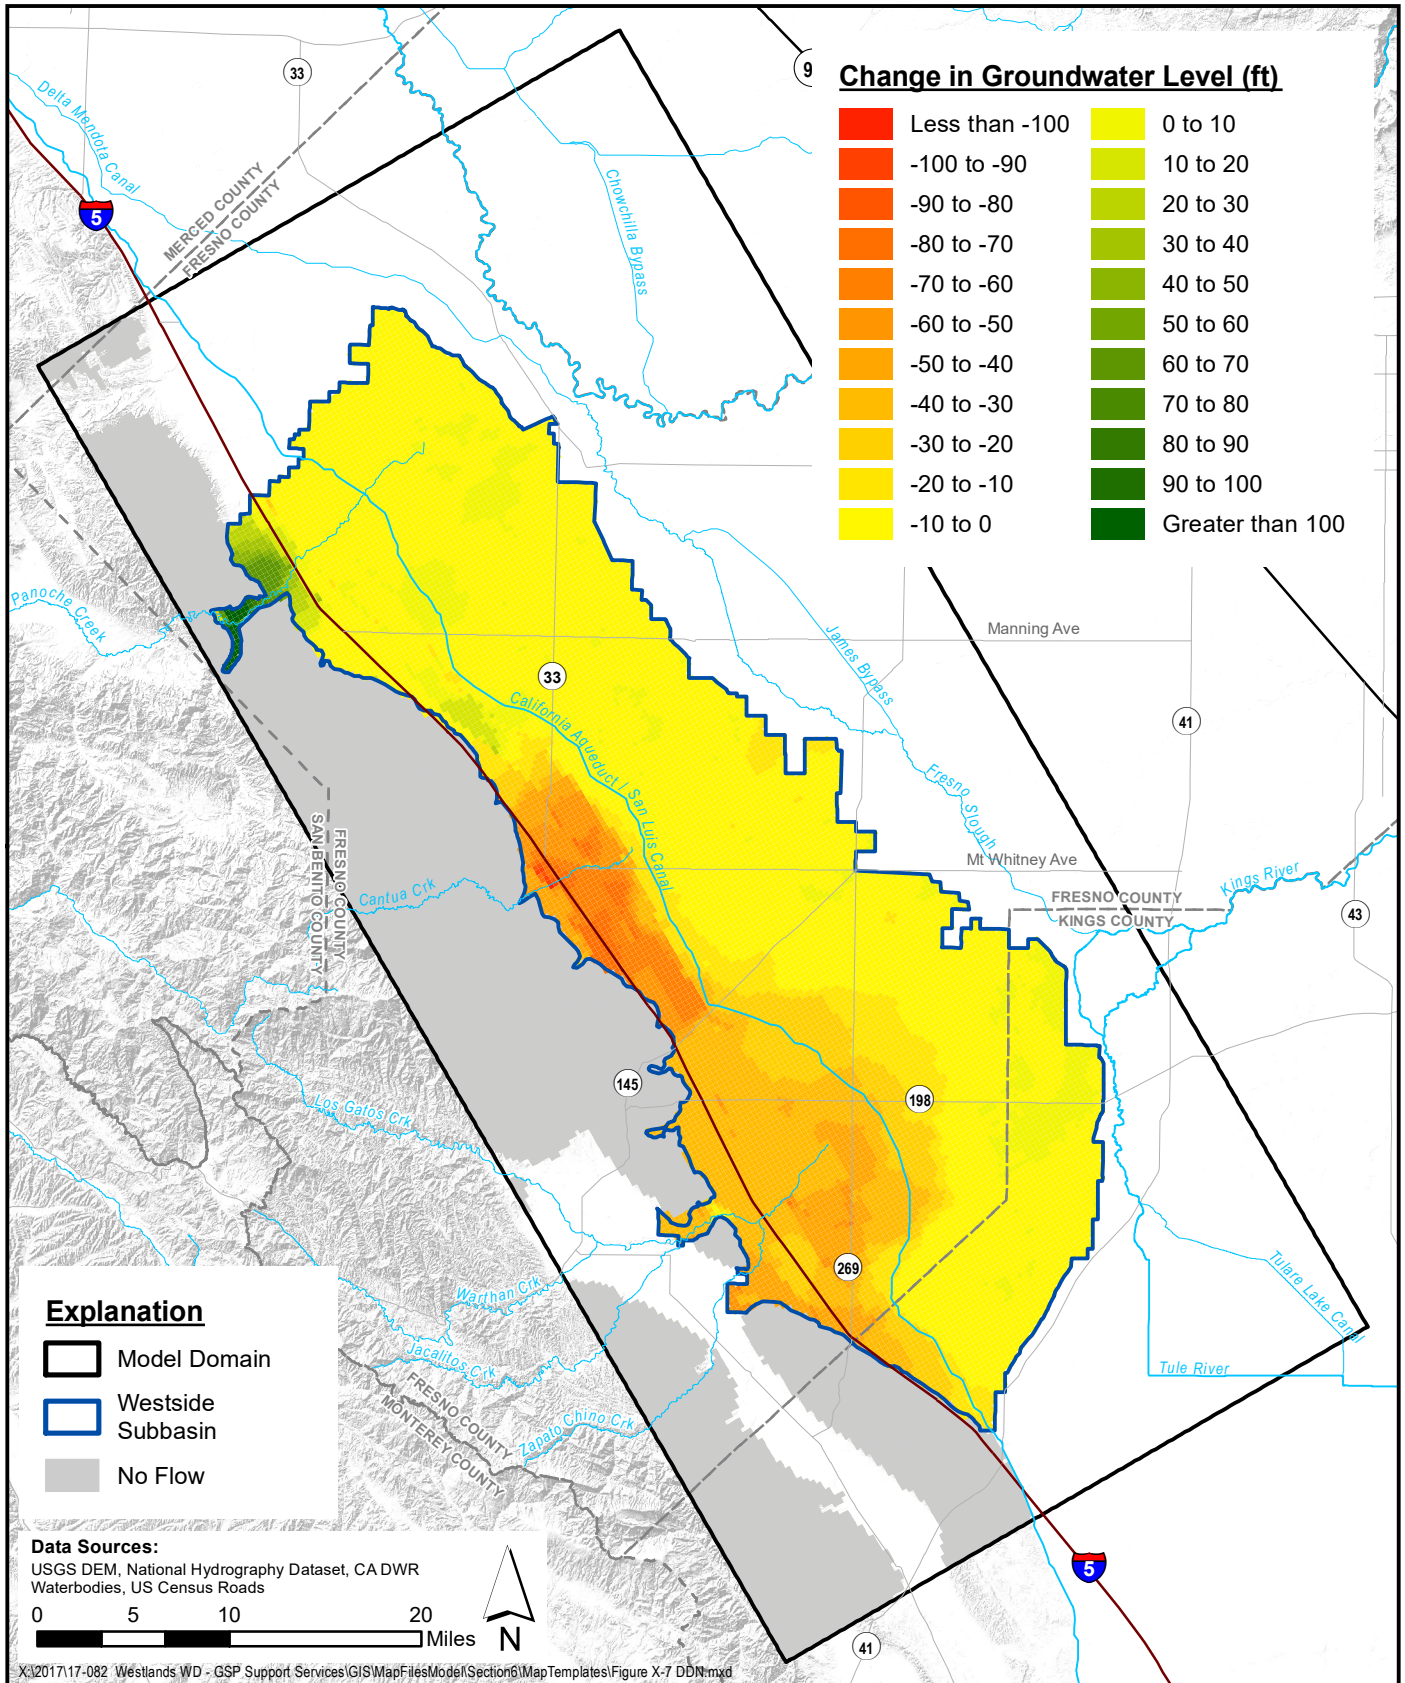 Change in Groundwater Level (ft)
Less than -100
-100 to -90
-90 to -80
-80 to -70
-70 to -60
-60 to -50
-50 to -40
-40 to -30
-30 to -20
-20 to -10
-10 to 0
0 to 10
10 to 20
20 to 30
30 to 40
40 to 50
50 to 60
60 to 70
70 to 80
80 to 90
90 to 100
Greater than 100
33
9
Delta Mendota Canal
MERCED COUNTY
FRESNO COUNTY
5
Chowchilla Bypass
Panoche Creek
Manning Ave
James Bypass
33
41
California Aqueduct / San Luis Canal
Fresno Slough
SAN BENITO COUNTY
FRESNO COUNTY
Mt Whitney Ave
Cantua Crk
FRESNO COUNTY
KINGS COUNTY
Kings River
43
145
198
Los Gatos Crk
269
Warthan Crk
Jacalitos Crk
FRESNO COUNTY
MONTEREY COUNTY
Zapato Chino Crk
Tulare Lake Canal
Tule River
5
41
Explanation
Model Domain
Westside
Subbasin
No Flow
Data Sources:
USGS DEM, National Hydrography Dataset, CA DWR
Waterbodies, US Census Roads
0 5 10 20
Miles
N
X:\2017\17-082 Westlands WD - GSP Support Services\GIS\MapFilesModel\Section6\MapTemplates\Figure X-7 DDN.mxd